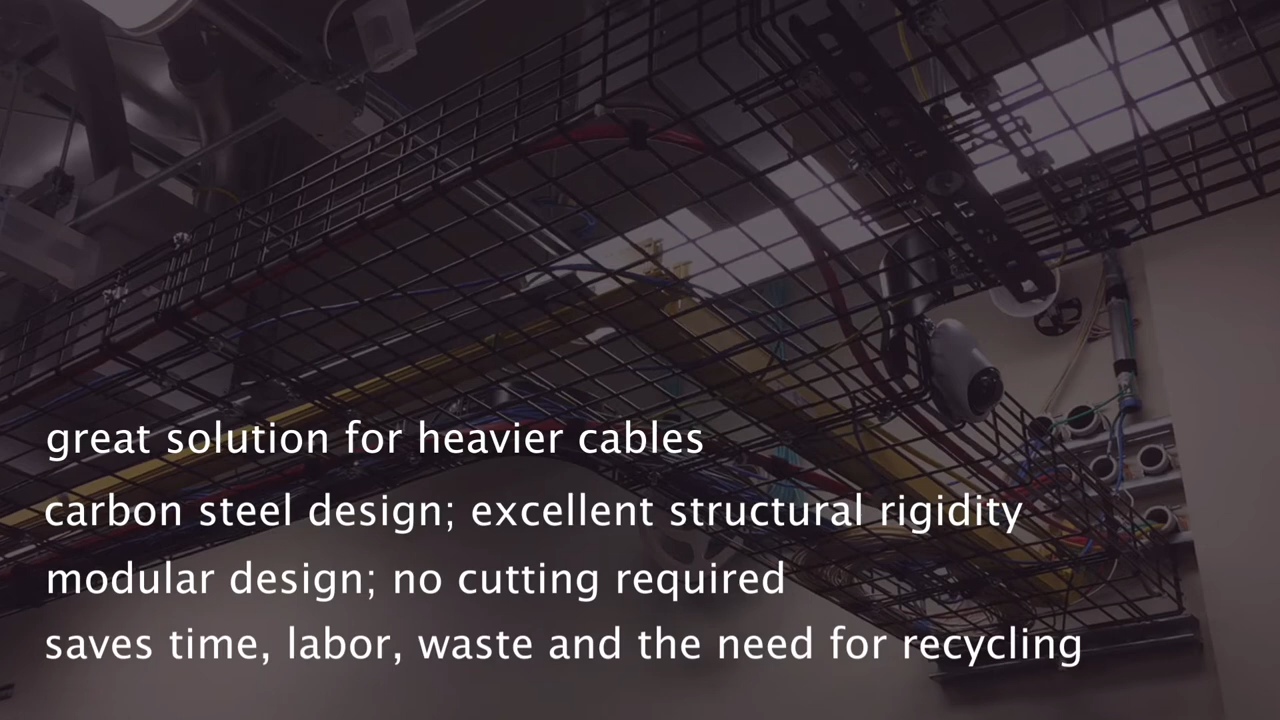 great solution for heavier cables
carbon steel design; excellent structural rigidity
modular design; no cutting required
saves time, labor, waste and the need for recycling